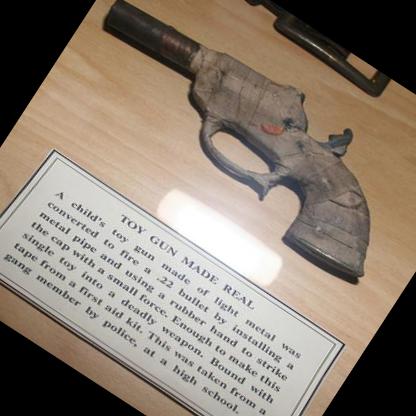 TOY GUN MADE REAL
A child's toy gun made of light metal was
converted to fire a .22 bullet by installing a
metal pipe and using a rubber hand to strike
the cap with a small force. Enough to make this
single toy into a deadly weapon. Bound with
tape from a first aid kit. This was taken from
gang member by police, at a high school